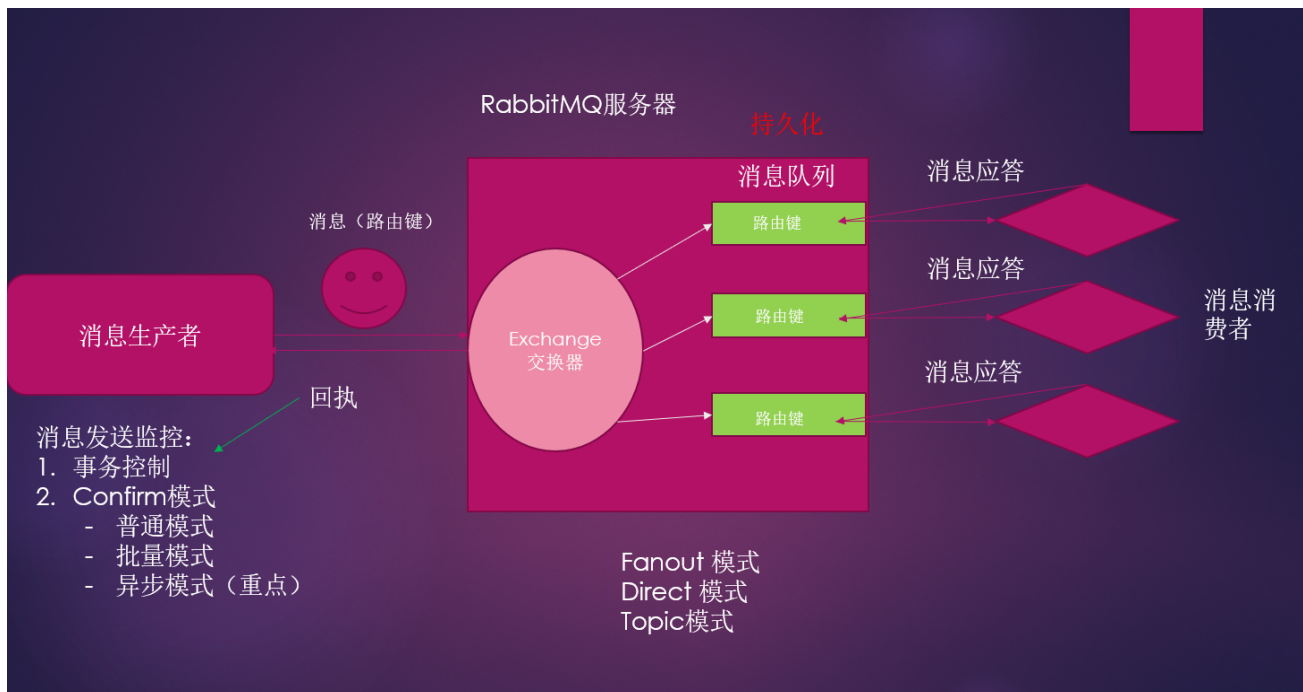 RabbitMQ服务器
持久化
消息队列
消息应答
消息（路由键）
路由键
消息应答
消息生产者
Exchange
交换器
路由键
消息消
费者
消息应答
回执
路由键
消息发送监控：
1. 事务控制
2. Confirm模式
- 普通模式
- 批量模式
- 异步模式（重点）
Fanout 模式
Direct 模式
Topic模式